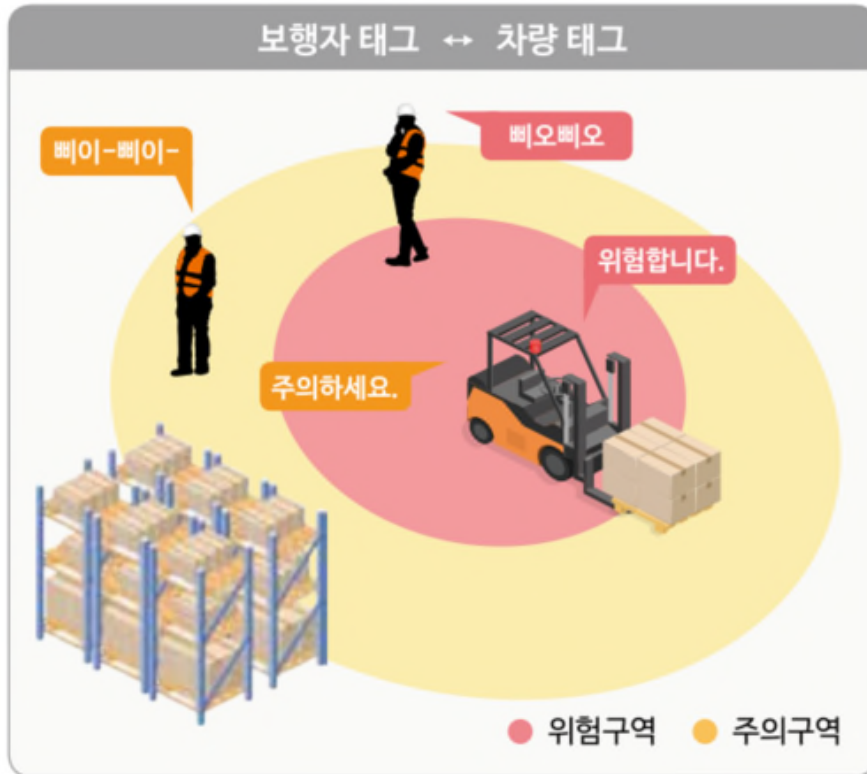 보행자 태그 ↔ 차량 태그
삐이-삐이-
삐오삐오
위험합니다.
주의하세요.
위험구역
주의구역